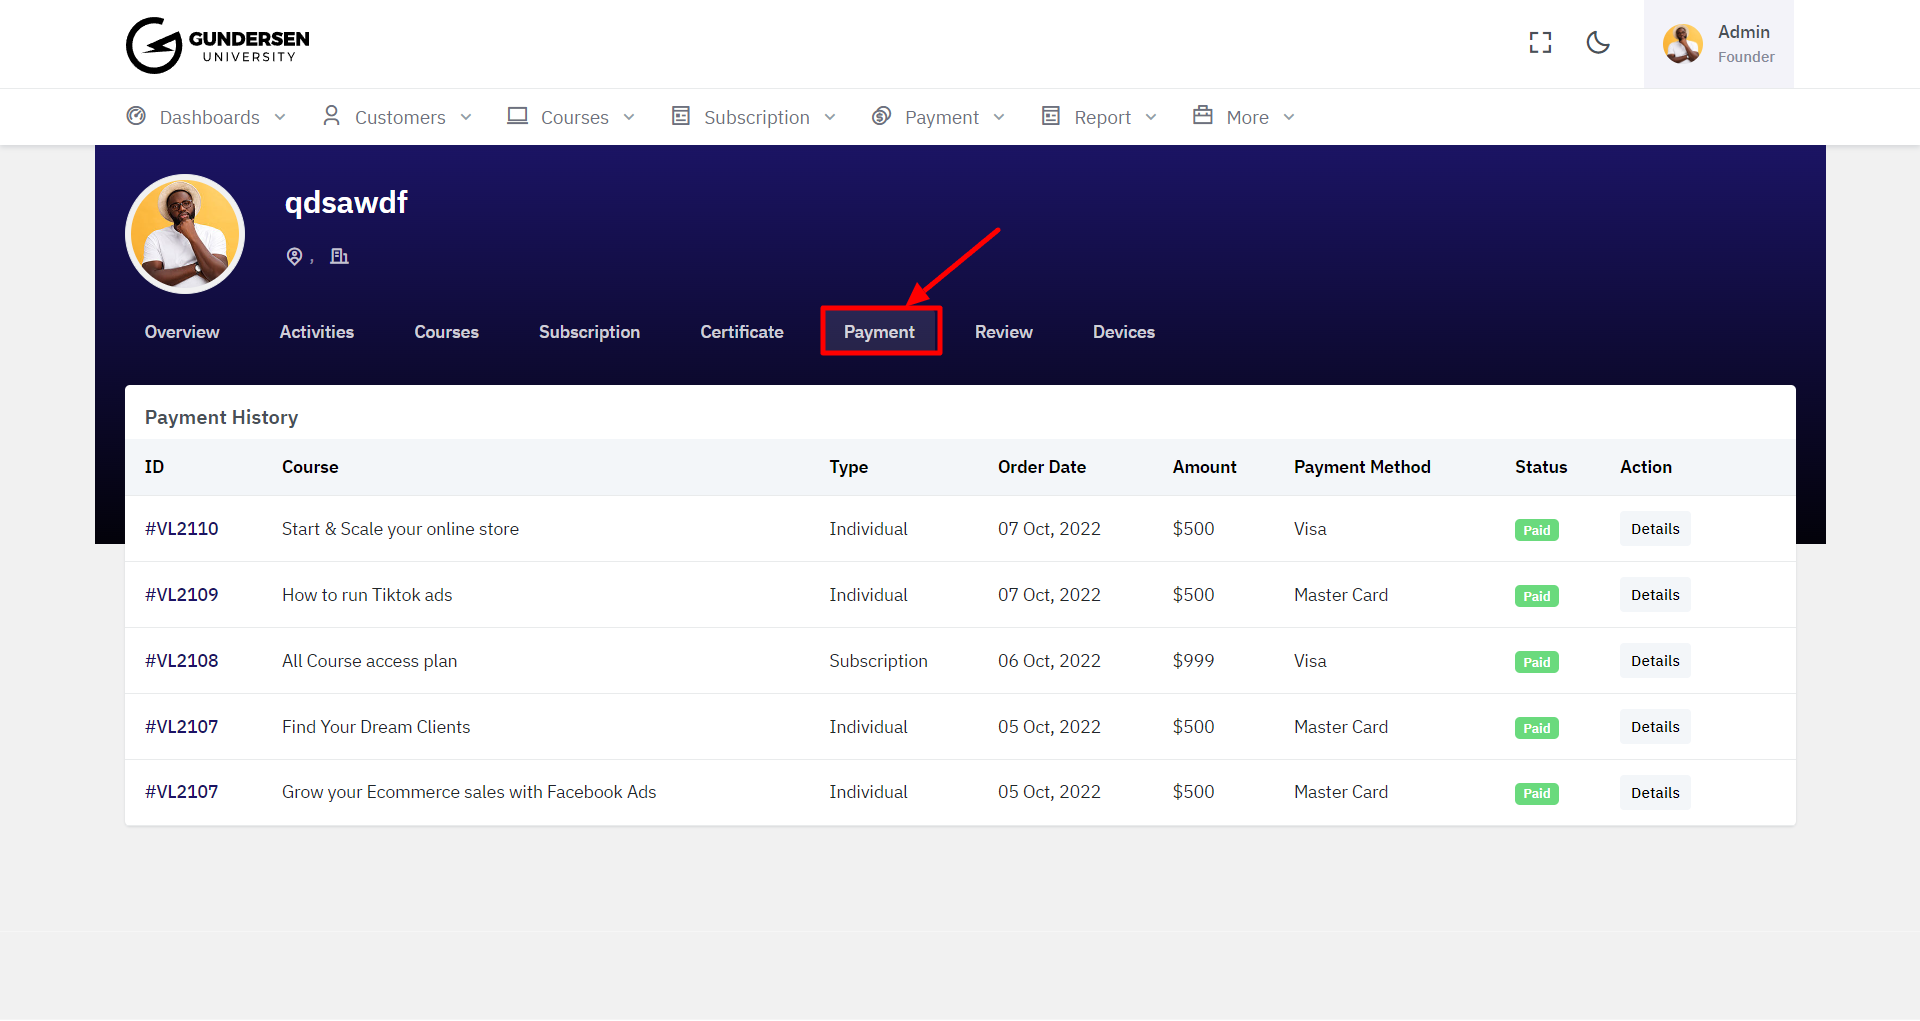 GUNDERSEN
UNIVERSITY
Admin
Founder
Dashboards Customers Courses Subscription Payment Report More
qdsawdf
,
Overview Activities Courses Subscription Certificate Payment Review Devices
Payment History
ID Course Type Order Date Amount Payment Method Status Action
#VL2110 Start & Scale your online store Individual 07 Oct, 2022 $500 Visa Paid Details
#VL2109 How to run Tiktok ads Individual 07 Oct, 2022 $500 Master Card Paid Details
#VL2108 All Course access plan Subscription 06 Oct, 2022 $999 Visa Paid Details
#VL2107 Find Your Dream Clients Individual 05 Oct, 2022 $500 Master Card Paid Details
#VL2107 Grow your Ecommerce sales with Facebook Ads Individual 05 Oct, 2022 $500 Master Card Paid Details